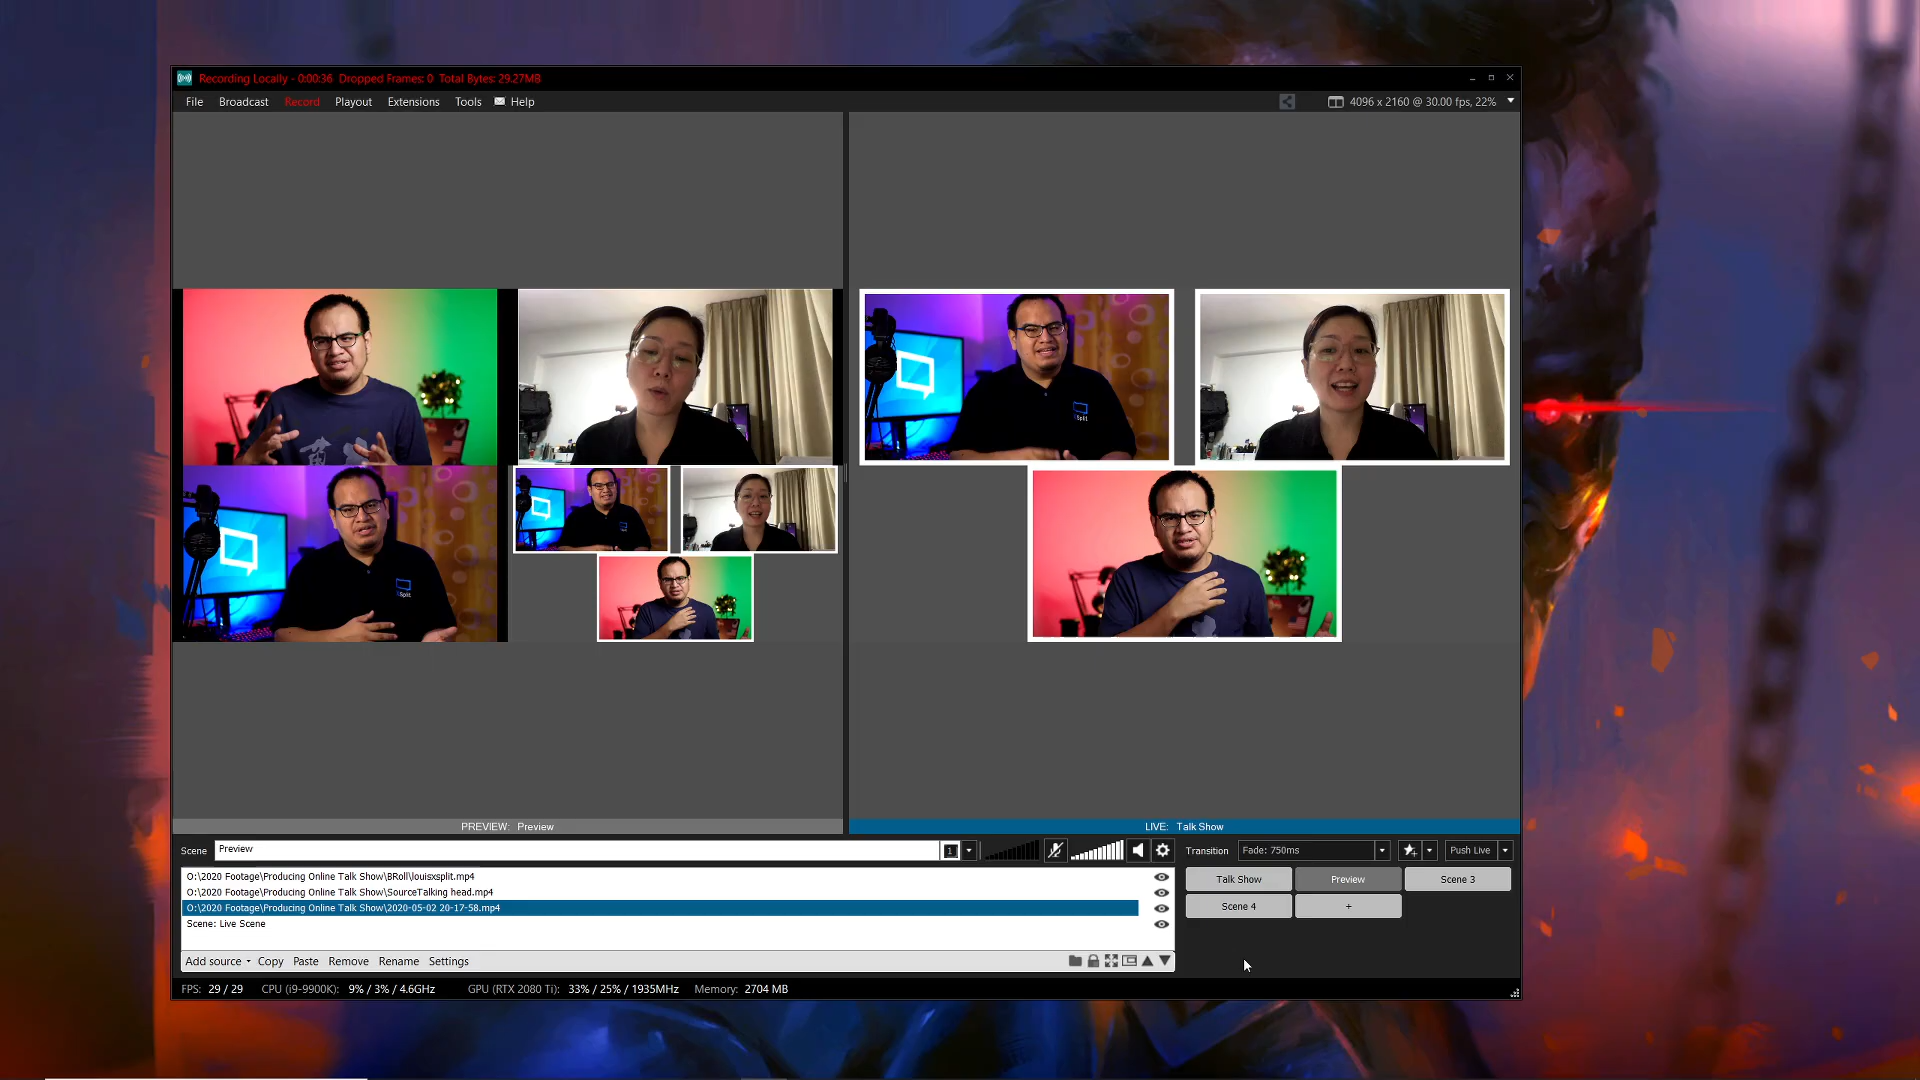 Recording Locally - 0:00:36 Dropped Frames: 0 Total Bytes: 29.27MB
File Broadcast Record Playout Extensions Tools Help
4096 x 2160 @ 30.00 fps, 22%
Split
Split
PREVIEW: Preview
LIVE: Talk Show
Scene Preview
1
Transition Fade: 750ms Push Live
O:\2020 Footage\Producing Online Talk Show\BRoll\louisxsplit.mp4
O:\2020 Footage\Producing Online Talk Show\SourceTalking head.mp4
O:\2020 Footage\Producing Online Talk Show\2020-05-02 20-17-58.mp4
Scene: Live Scene
Talk Show Preview Scene 3
Scene 4 +
Add source Copy Paste Remove Rename Settings
FPS: 29 / 29 CPU (i9-9900K): 9% / 3% / 4.6GHz GPU (RTX 2080 Ti): 33% / 25% / 1935MHz Memory: 2704 MB